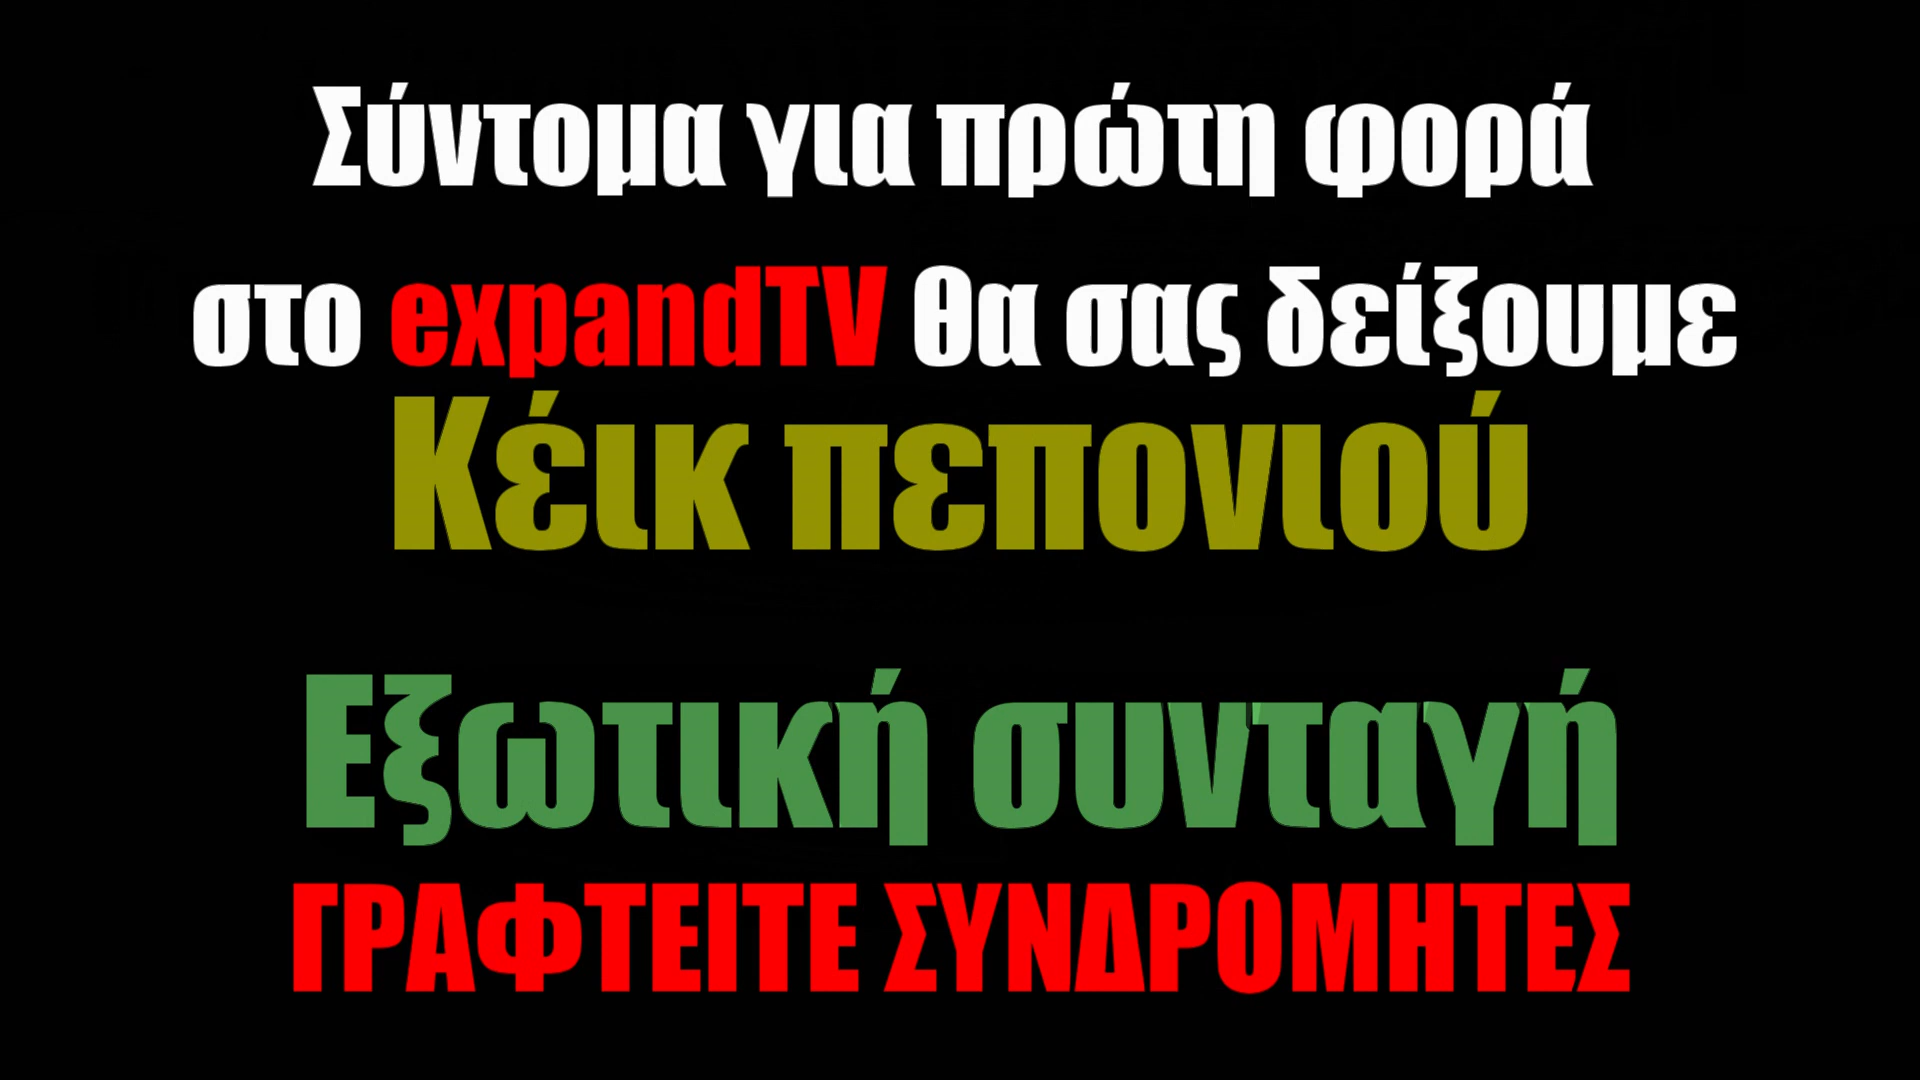 Σύντομα για πρώτη φορά
στο expandTV θα σας δείξουμε
Κέικ πεπονιού
Εξωτική συνταγή
ΓΡΑΦΤΕΙΤΕ ΣΥΝΔΡΟΜΗΤΕΣ